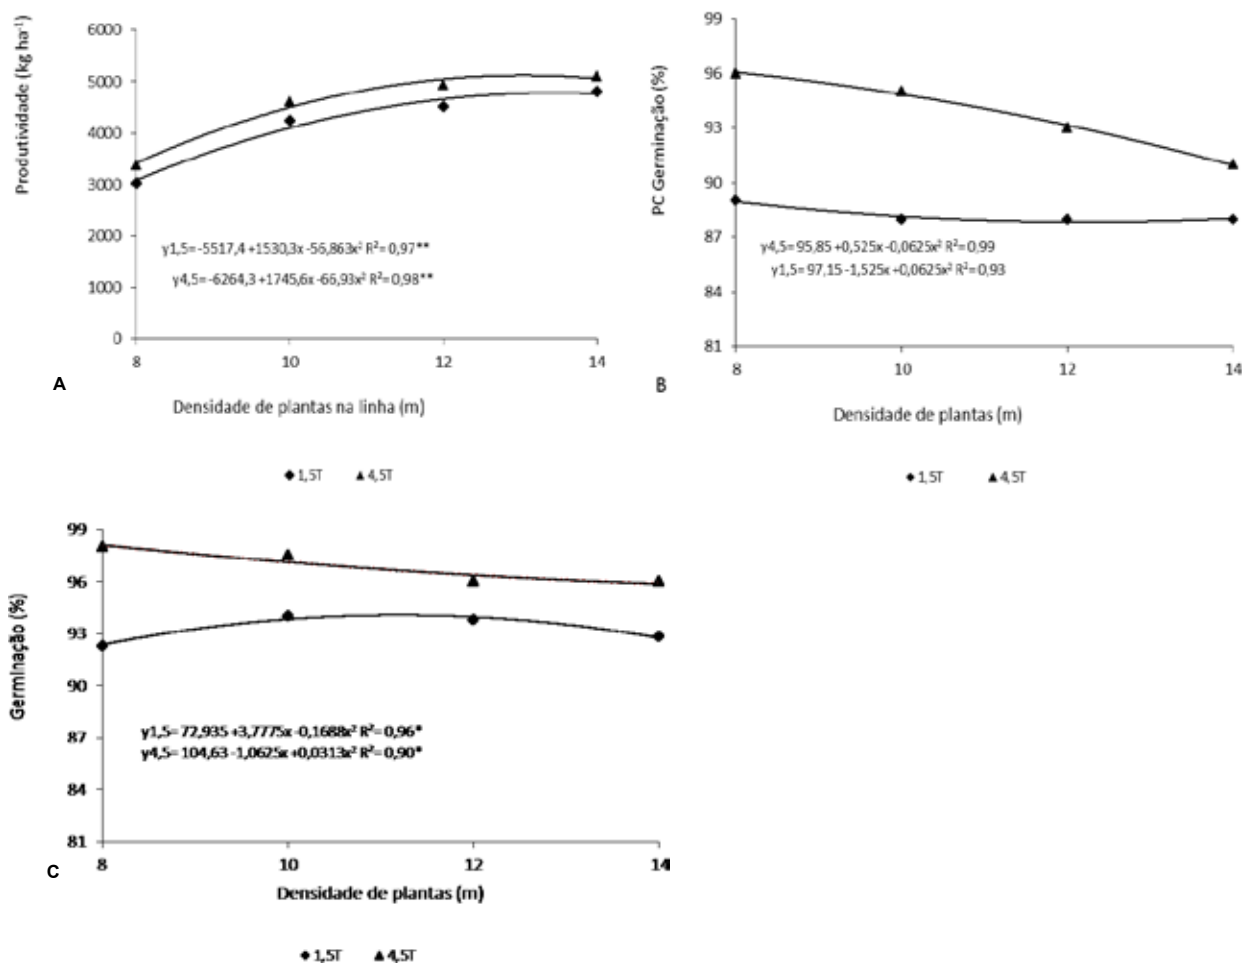 Produtividade (kg ha⁻¹)
6000
5000
4000
3000
2000
1000
0
y1,5= -5517,4 +1530,3x -56,863x² R²= 0,97**
y4,5= -6264,3 +1745,6x -66,93x² R²= 0,98**
8 10 12 14
A
Densidade de plantas na linha (m)
1,5T 4,5T
PC Germinação (%)
99
96
93
90
87
84
81
y4,5= 95,85 +0,525x -0,0625x² R²= 0,99
y1,5= 97,15 -1,525x +0,0625x² R²= 0,93
8 10 12 14
B
Densidade de plantas (m)
1,5T 4,5T
Germinação (%)
99
96
93
90
87
84
81
y1,5= 72,935 +3,7775x -0,1688x² R²= 0,96*
y4,5= 104,63 -1,0625x +0,0313x² R²= 0,90*
8 10 12 14
C
Densidade de plantas (m)
1,5T 4,5T